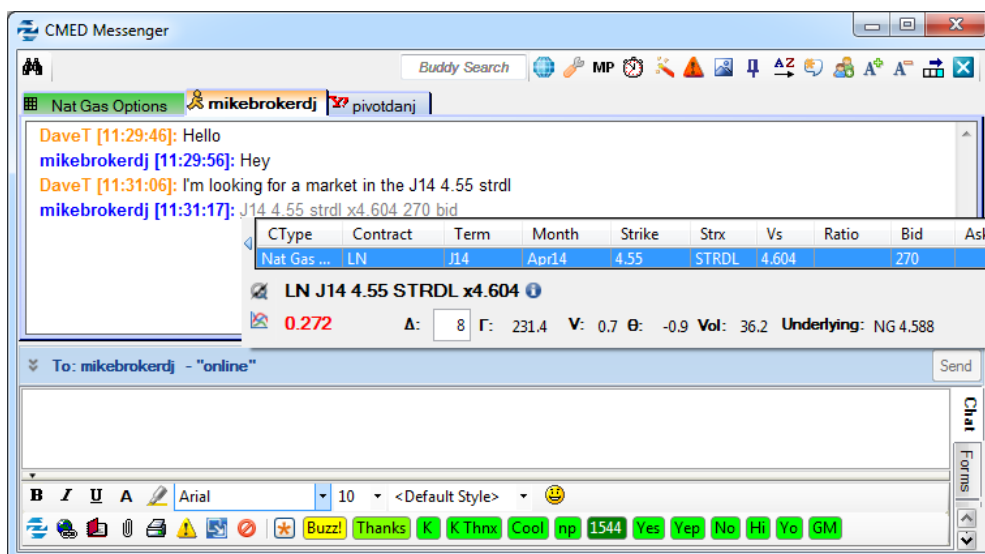 CMED Messenger
Buddy Search MP
Nat Gas Options mikebrokerdj pivotdanj
DaveT [11:29:46]: Hello
mikebrokerdj [11:29:56]: Hey
DaveT [11:31:06]: I'm looking for a market in the J14 4.55 strdl
mikebrokerdj [11:31:17]: J14 4.55 strdl x4.604 270 bid
CType Contract Term Month Strike Strx Vs Ratio Bid Ask
Nat Gas ... LN J14 Apr14 4.55 STRDL 4.604 270
LN J14 4.55 STRDL x4.604
0.272 Δ: 8 Γ: 231.4 V: 0.7 θ: -0.9 Vol: 36.2 Underlying: NG 4.588
To: mikebrokerdj - "online" Send
Chat
Forms
B I U A Arial 10 <Default Style>
Buzz! Thanks K K Thnx Cool np 1544 Yes Yep No Hi Yo GM